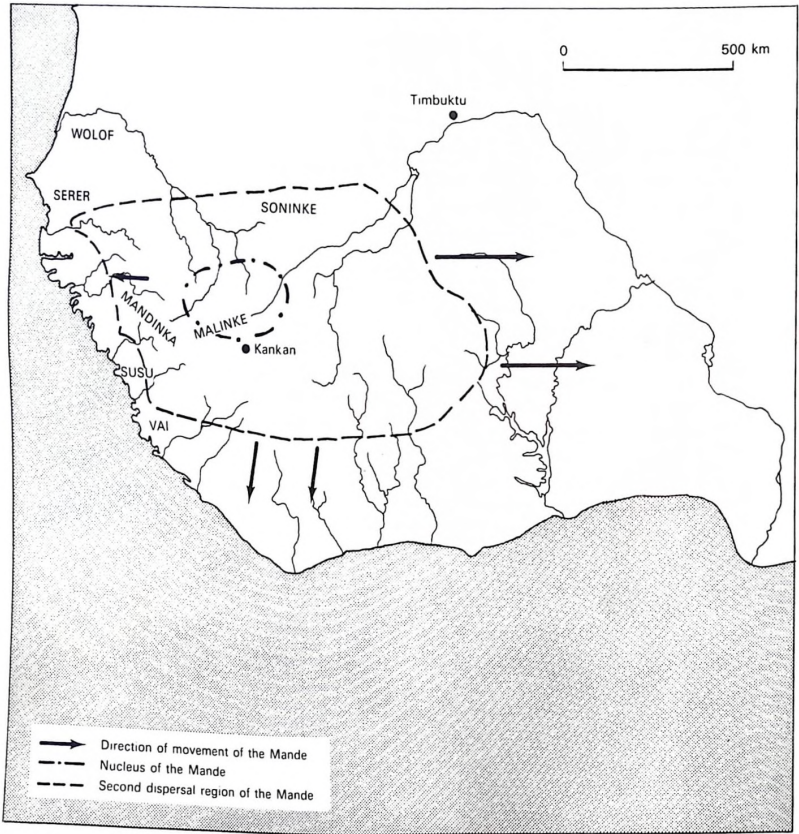 0 500 km
Timbuktu
WOLOF
SERER
SONINKE
MANDINKA
MALINKE
Kankan
SUSU
VAI
Direction of movement of the Mande
Nucleus of the Mande
Second dispersal region of the Mande